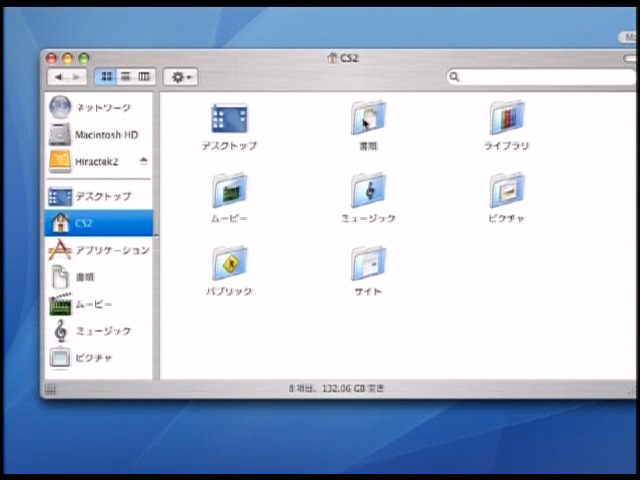 CS2
ネットワーク
Macintosh HD
Hiractek2
デスクトップ
CS2
アプリケーション
書類
ムービー
ミュージック
ピクチャ
デスクトップ
書類
ライブラリ
ムービー
ミュージック
ピクチャ
パブリック
サイト
8 項目、132.06 GB 空き